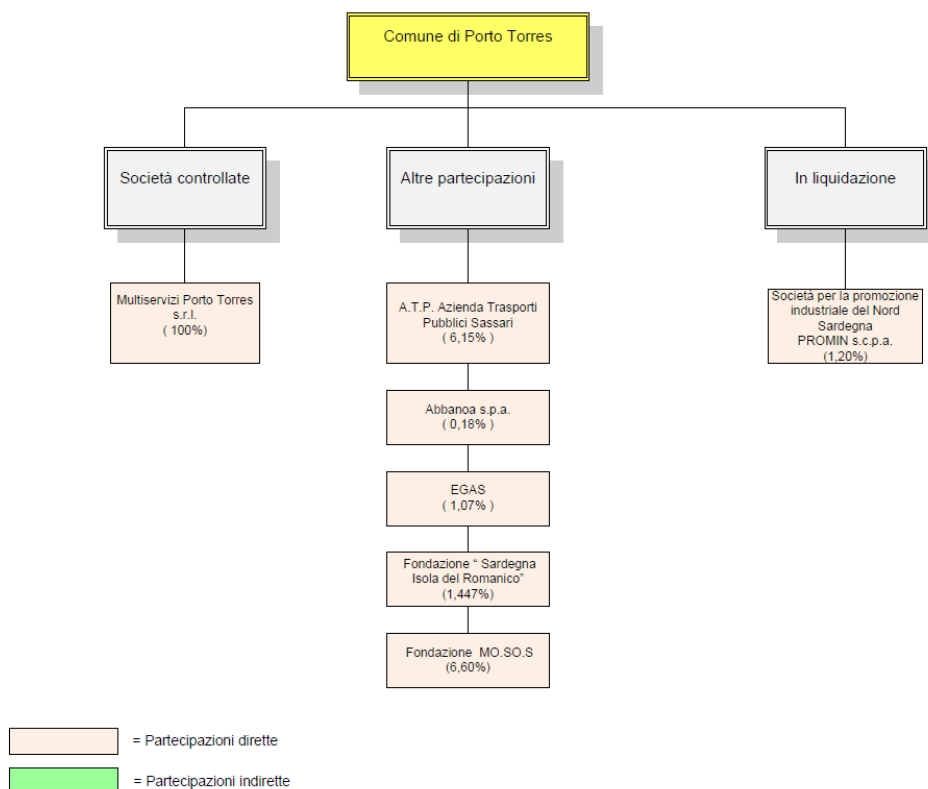 Comune di Porto Torres
Società controllate
Altre partecipazioni
In liquidazione
Multiservizi Porto Torres
s.r.l.
( 100%)
A.T.P. Azienda Trasporti
Pubblici Sassari
( 6,15% )
Società per la promozione
industriale del Nord
Sardegna
PROMIN s.c.p.a.
(1,20%)
Abbanoa s.p.a.
( 0,18% )
EGAS
( 1,07% )
Fondazione “ Sardegna
Isola del Romanico”
(1,447%)
Fondazione MO.SO.S
(6,60%)
= Partecipazioni dirette
= Partecipazioni indirette